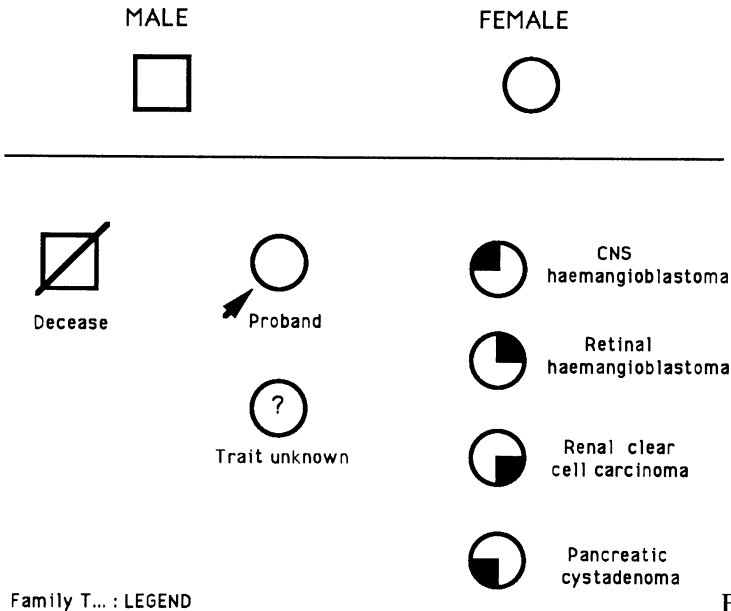 MALE
FEMALE
Decease
Proband
?
Trait unknown
CNS
haemangioblastoma
Retinal
haemangioblastoma
Renal clear
cell carcinoma
Pancreatic
cystadenoma
Family T... : LEGEND